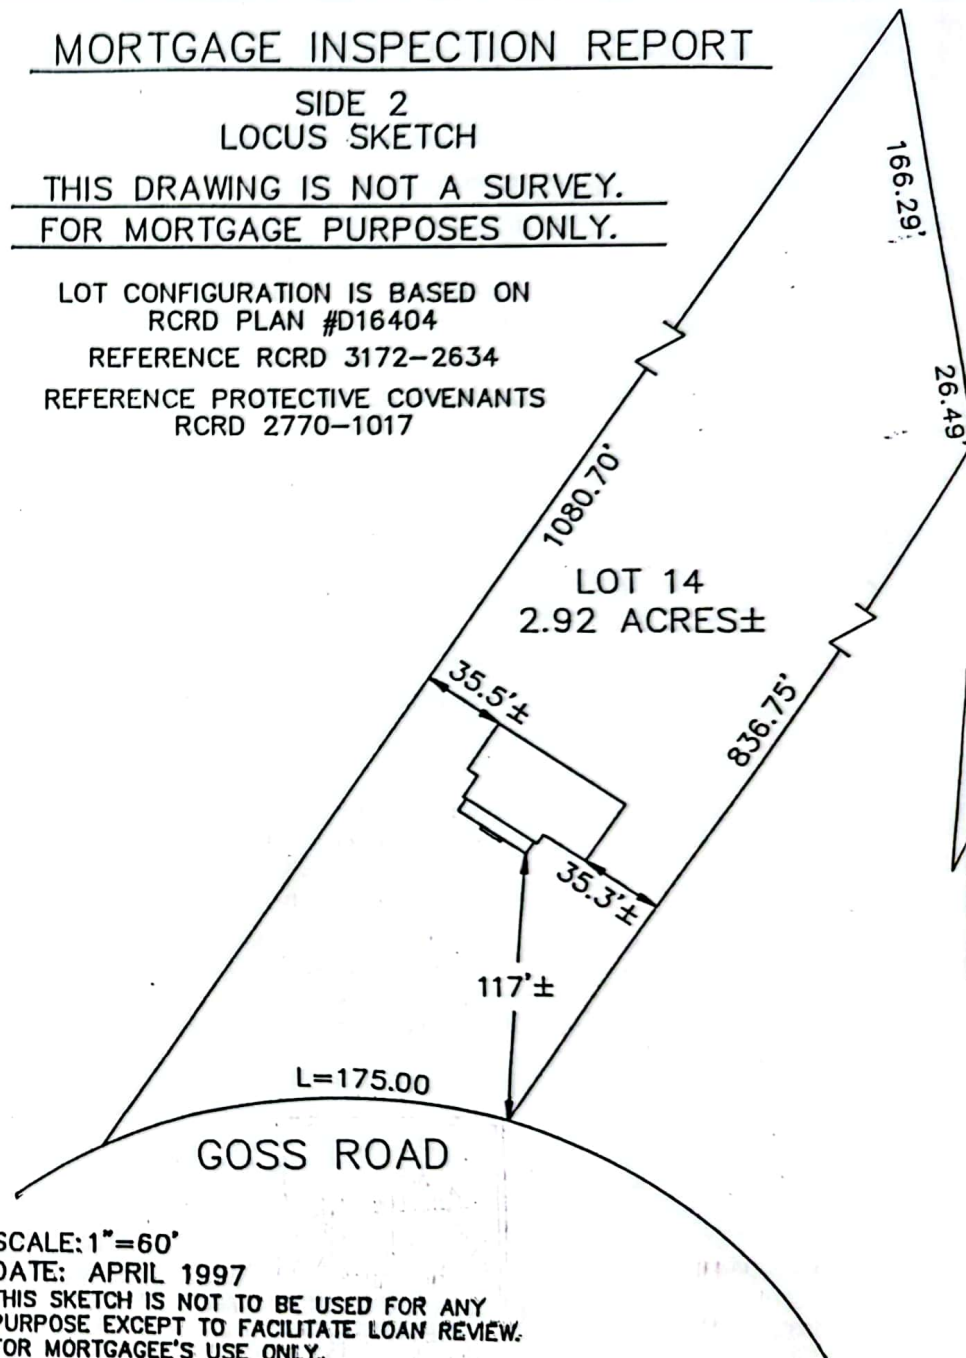 MORTGAGE INSPECTION REPORT
SIDE 2
LOCUS SKETCH
THIS DRAWING IS NOT A SURVEY.
FOR MORTGAGE PURPOSES ONLY.
LOT CONFIGURATION IS BASED ON
RCRD PLAN #D16404
REFERENCE RCRD 3172-2634
REFERENCE PROTECTIVE COVENANTS
RCRD 2770-1017
166.29'
26.49'
1080.70'
LOT 14
2.92 ACRES±
35.5'±
836.75'
35.3'±
117'±
L=175.00
GOSS ROAD
SCALE: 1"=60'
DATE: APRIL 1997
THIS SKETCH IS NOT TO BE USED FOR ANY
PURPOSE EXCEPT TO FACILITATE LOAN REVIEW.
FOR MORTGAGEE'S USE ONLY.